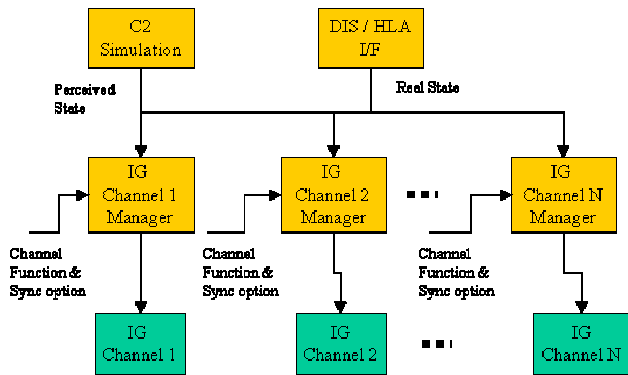 C2
Simulation
DIS / HLA
I/F
Perceived
State
Real State
IG
Channel 1
Manager
IG
Channel 2
Manager
IG
Channel N
Manager
Channel
Function &
Sync option
Channel
Function &
Sync option
Channel
Function &
Sync option
IG
Channel 1
IG
Channel 2
IG
Channel N